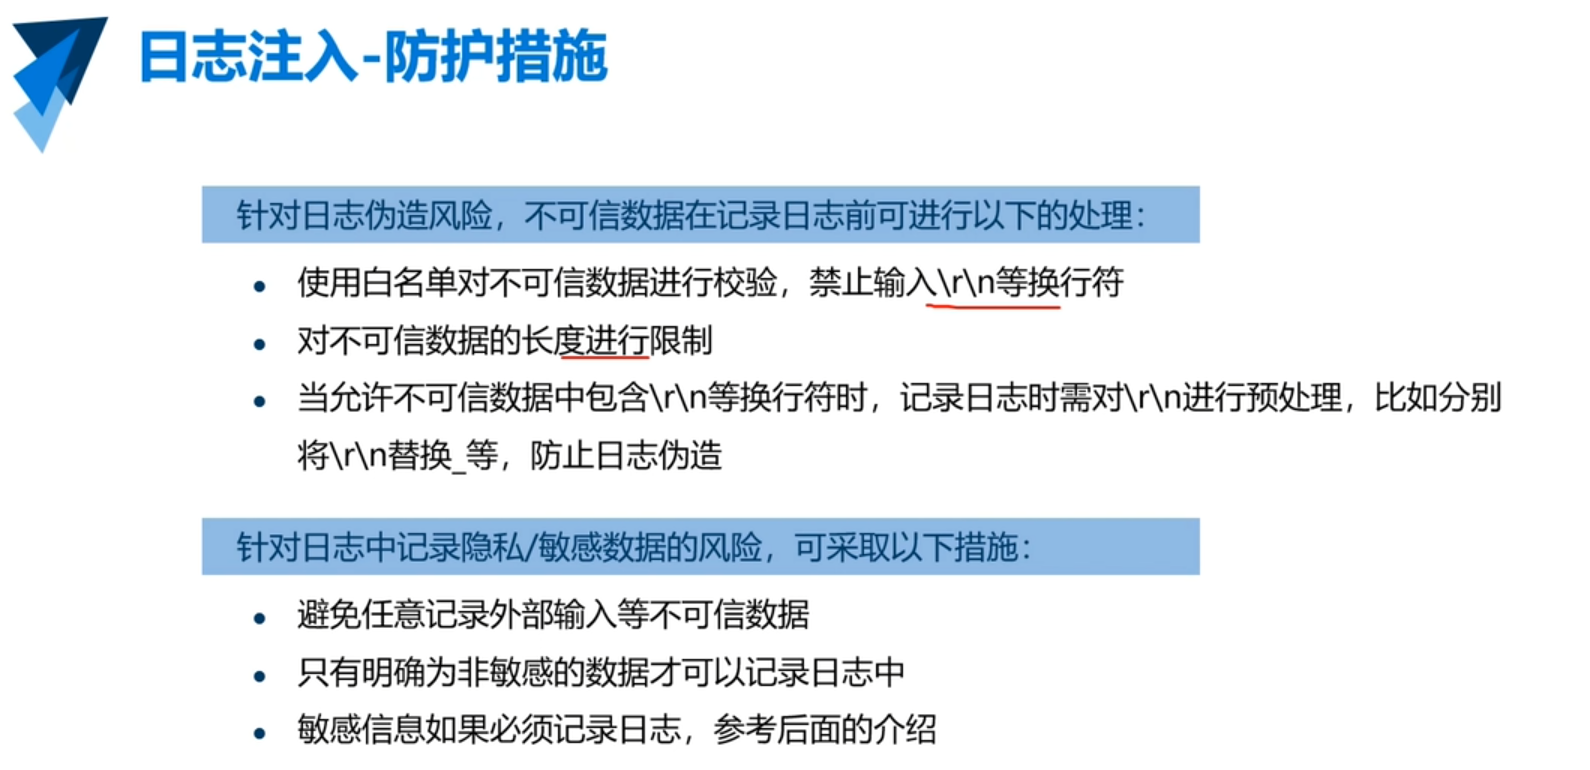 日志注入-防护措施
针对日志伪造风险，不可信数据在记录日志前可进行以下的处理：
● 使用白名单对不可信数据进行校验，禁止输入\r\n等换行符
● 对不可信数据的长度进行限制
● 当允许不可信数据中包含\r\n等换行符时，记录日志时需对\r\n进行预处理，比如分别
将\r\n替换_等，防止日志伪造
针对日志中记录隐私/敏感数据的风险，可采取以下措施：
● 避免任意记录外部输入等不可信数据
● 只有明确为非敏感的数据才可以记录日志中
● 敏感信息如果必须记录日志，参考后面的介绍